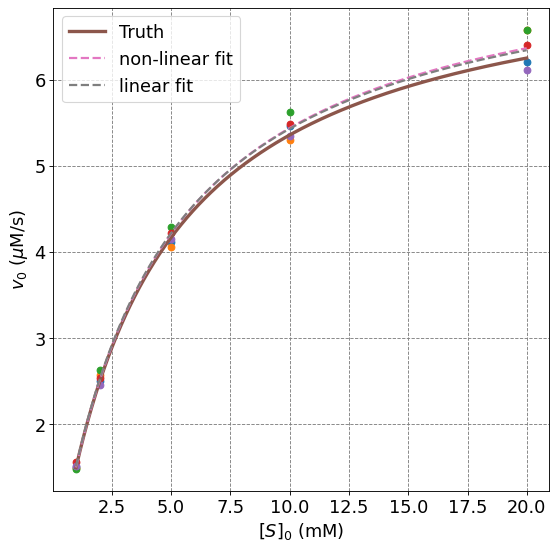 Truth
non-linear fit
linear fit
6
5
4
3
2
v₀ (μM/s)
2.5 5.0 7.5 10.0 12.5 15.0 17.5 20.0
[S]₀ (mM)